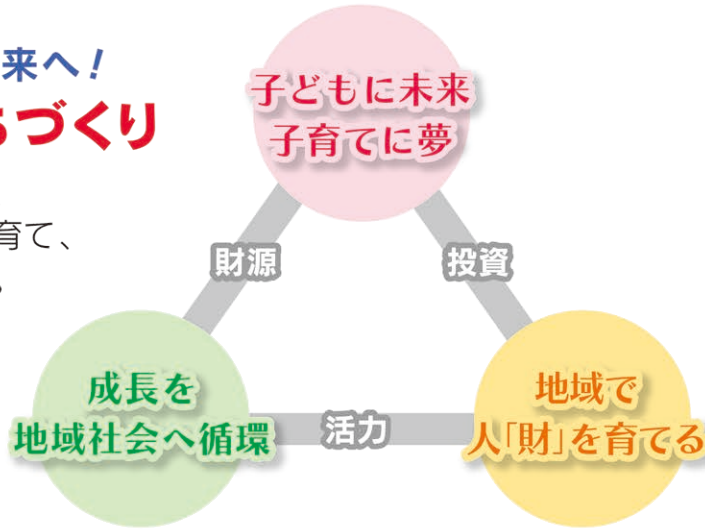 来へ!
づくり
育て、
子どもに未来
子育てに夢
財源
投資
成長を
地域社会へ循環
活力
地域で
人「財」を育てる